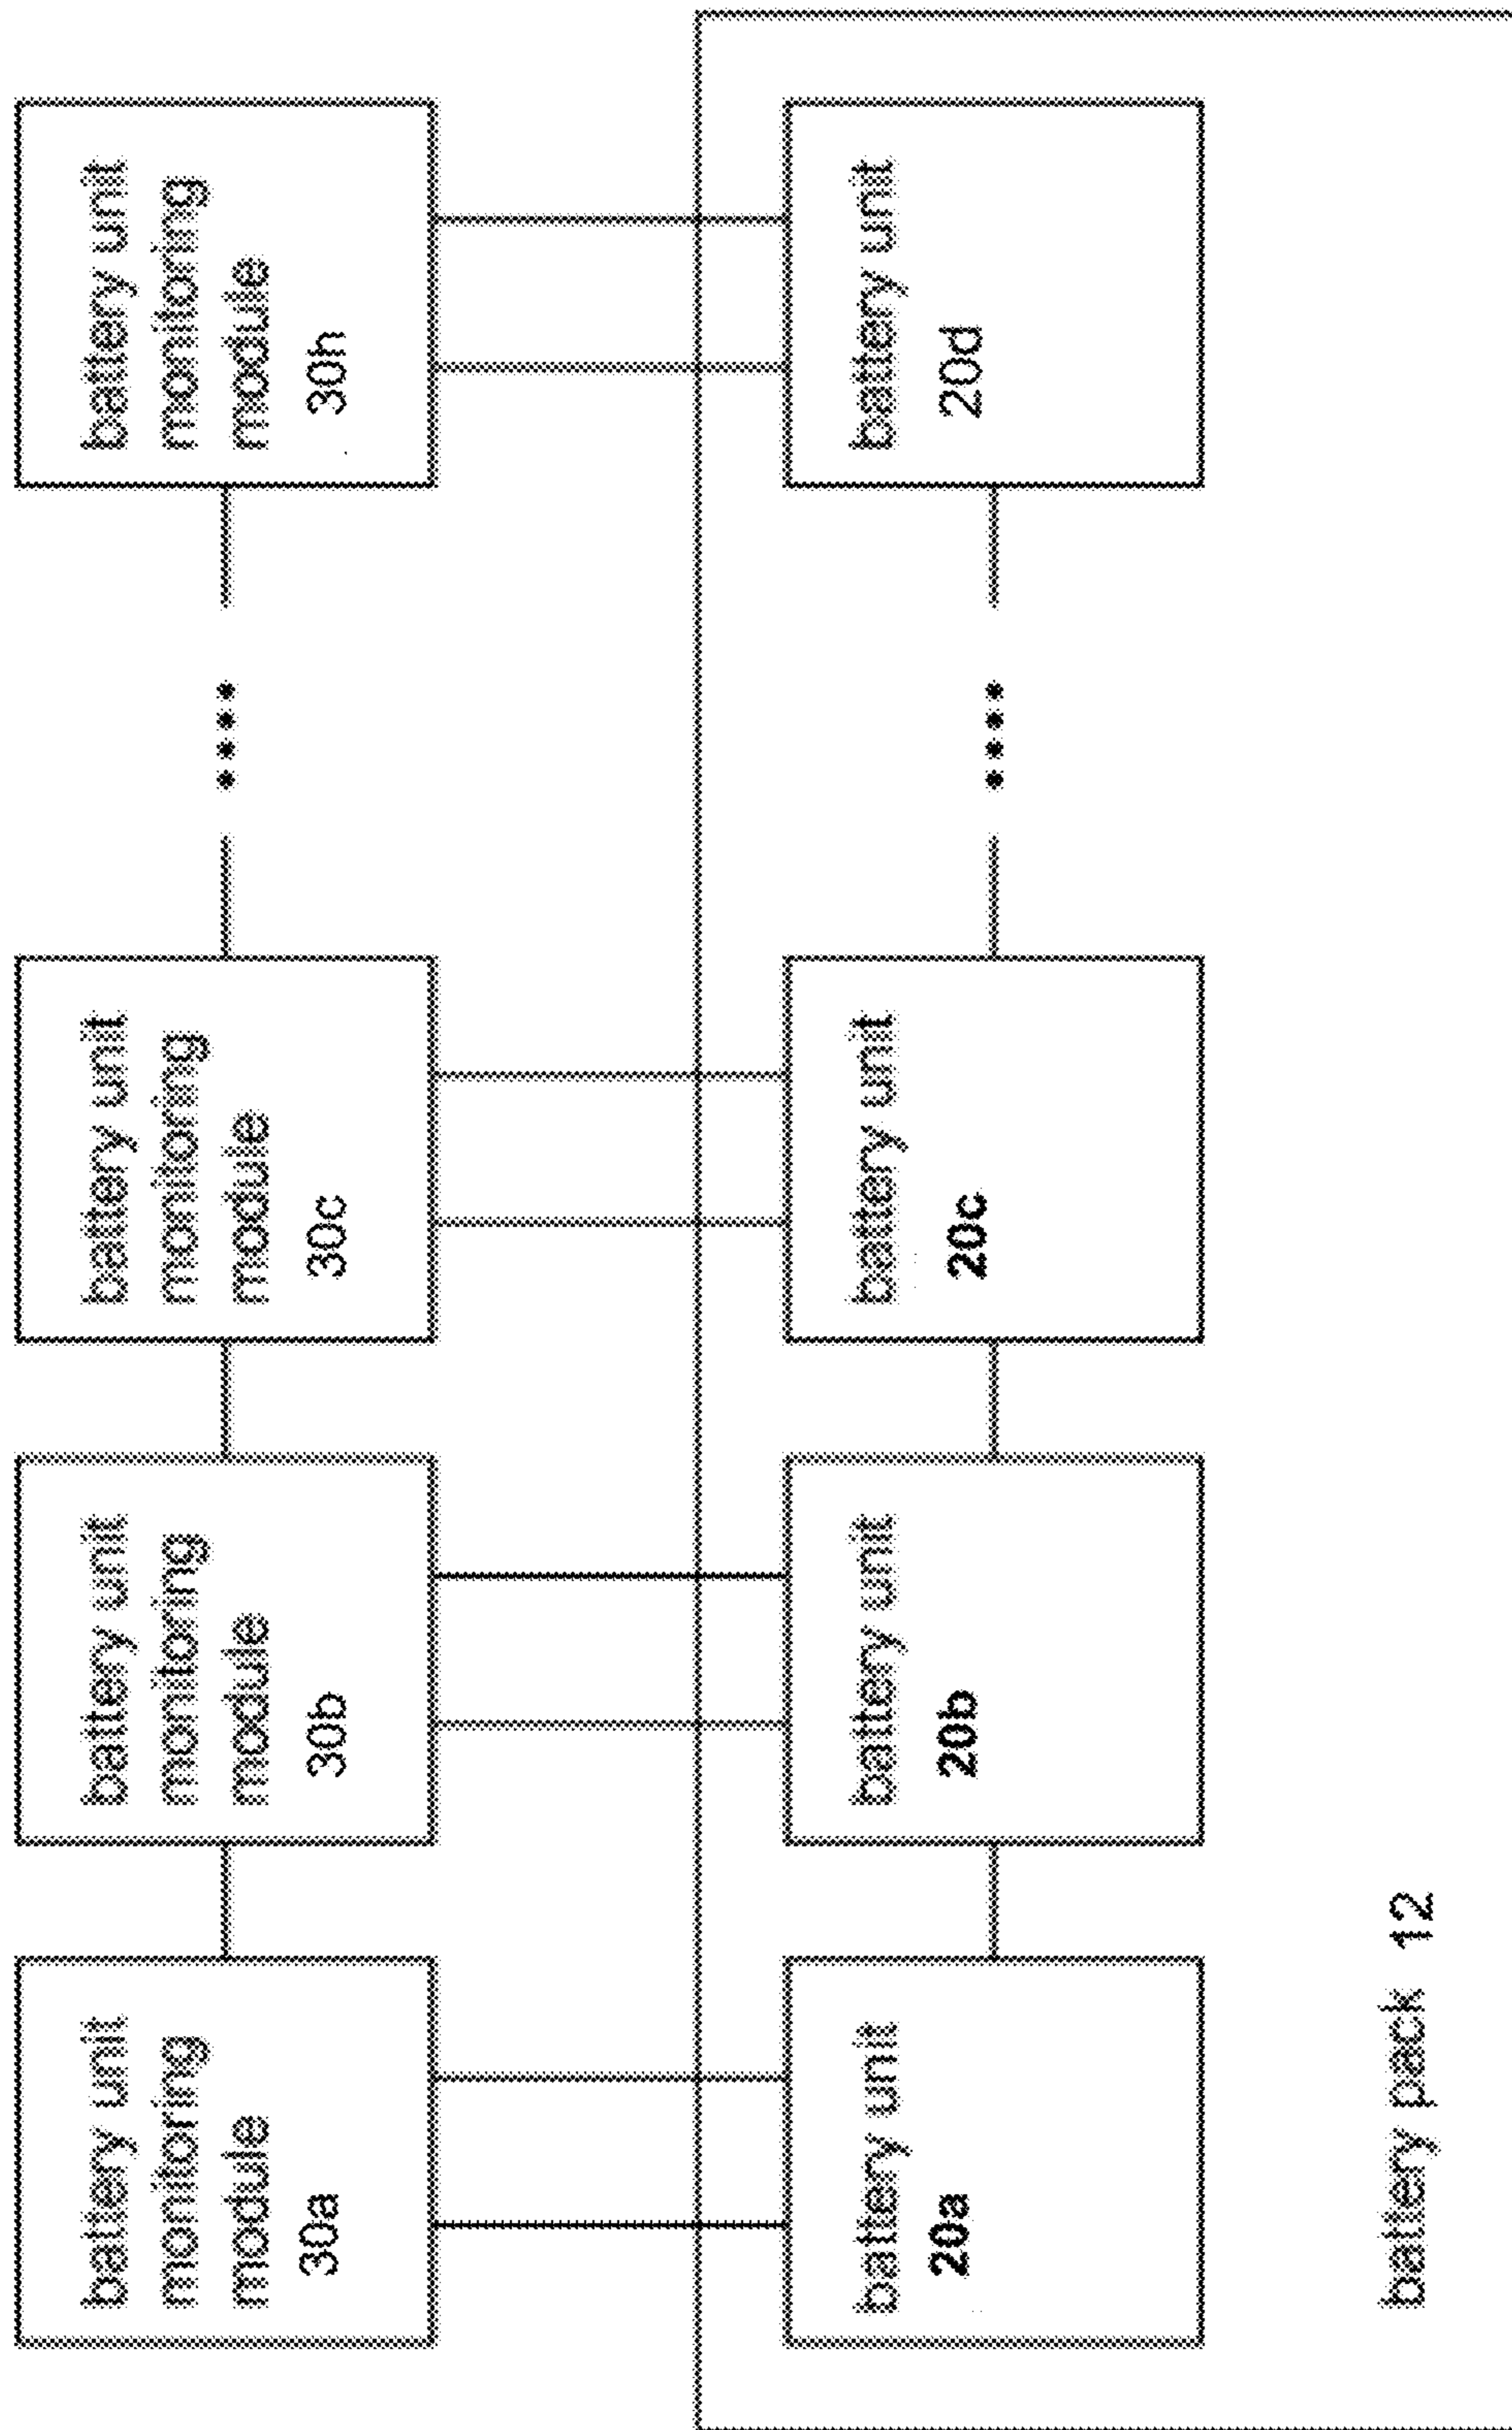 battery unit
monitoring
module
30a
battery unit
monitoring
module
30b
battery unit
monitoring
module
30c
battery unit
monitoring
module
30h
battery unit
20a
battery unit
20b
battery unit
20c
battery unit
20d
battery pack 12